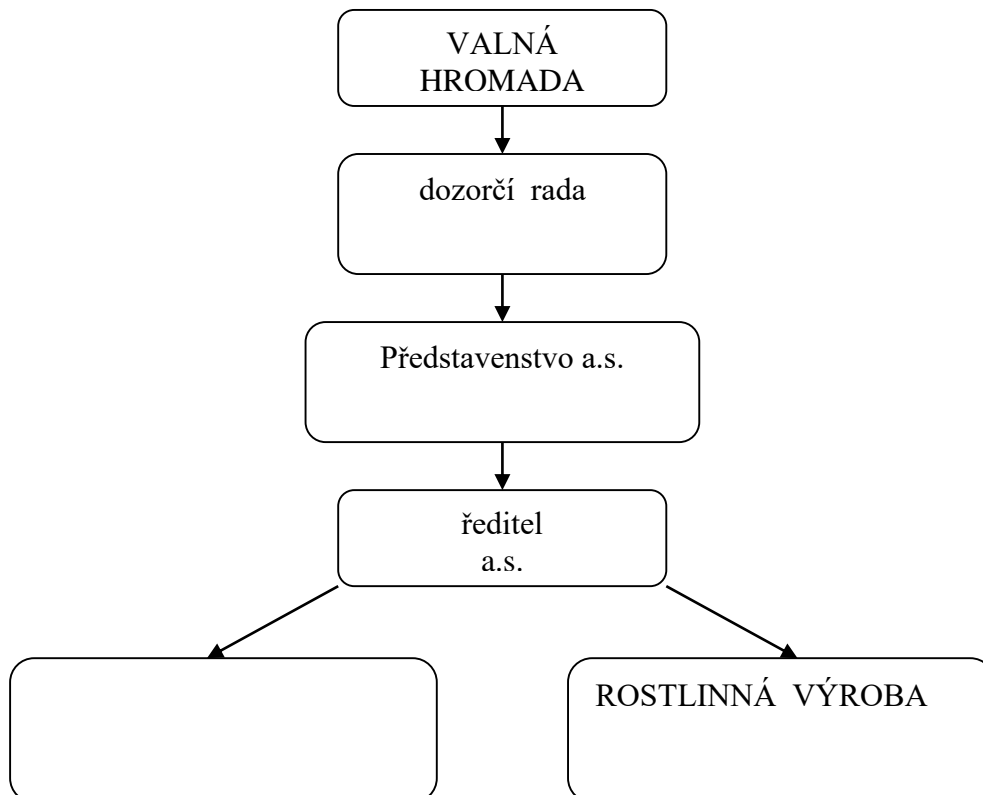 VALNÁ
HROMADA
dozorčí rada
Představenstvo a.s.
ředitel
a.s.
ROSTLINNÁ VÝROBA